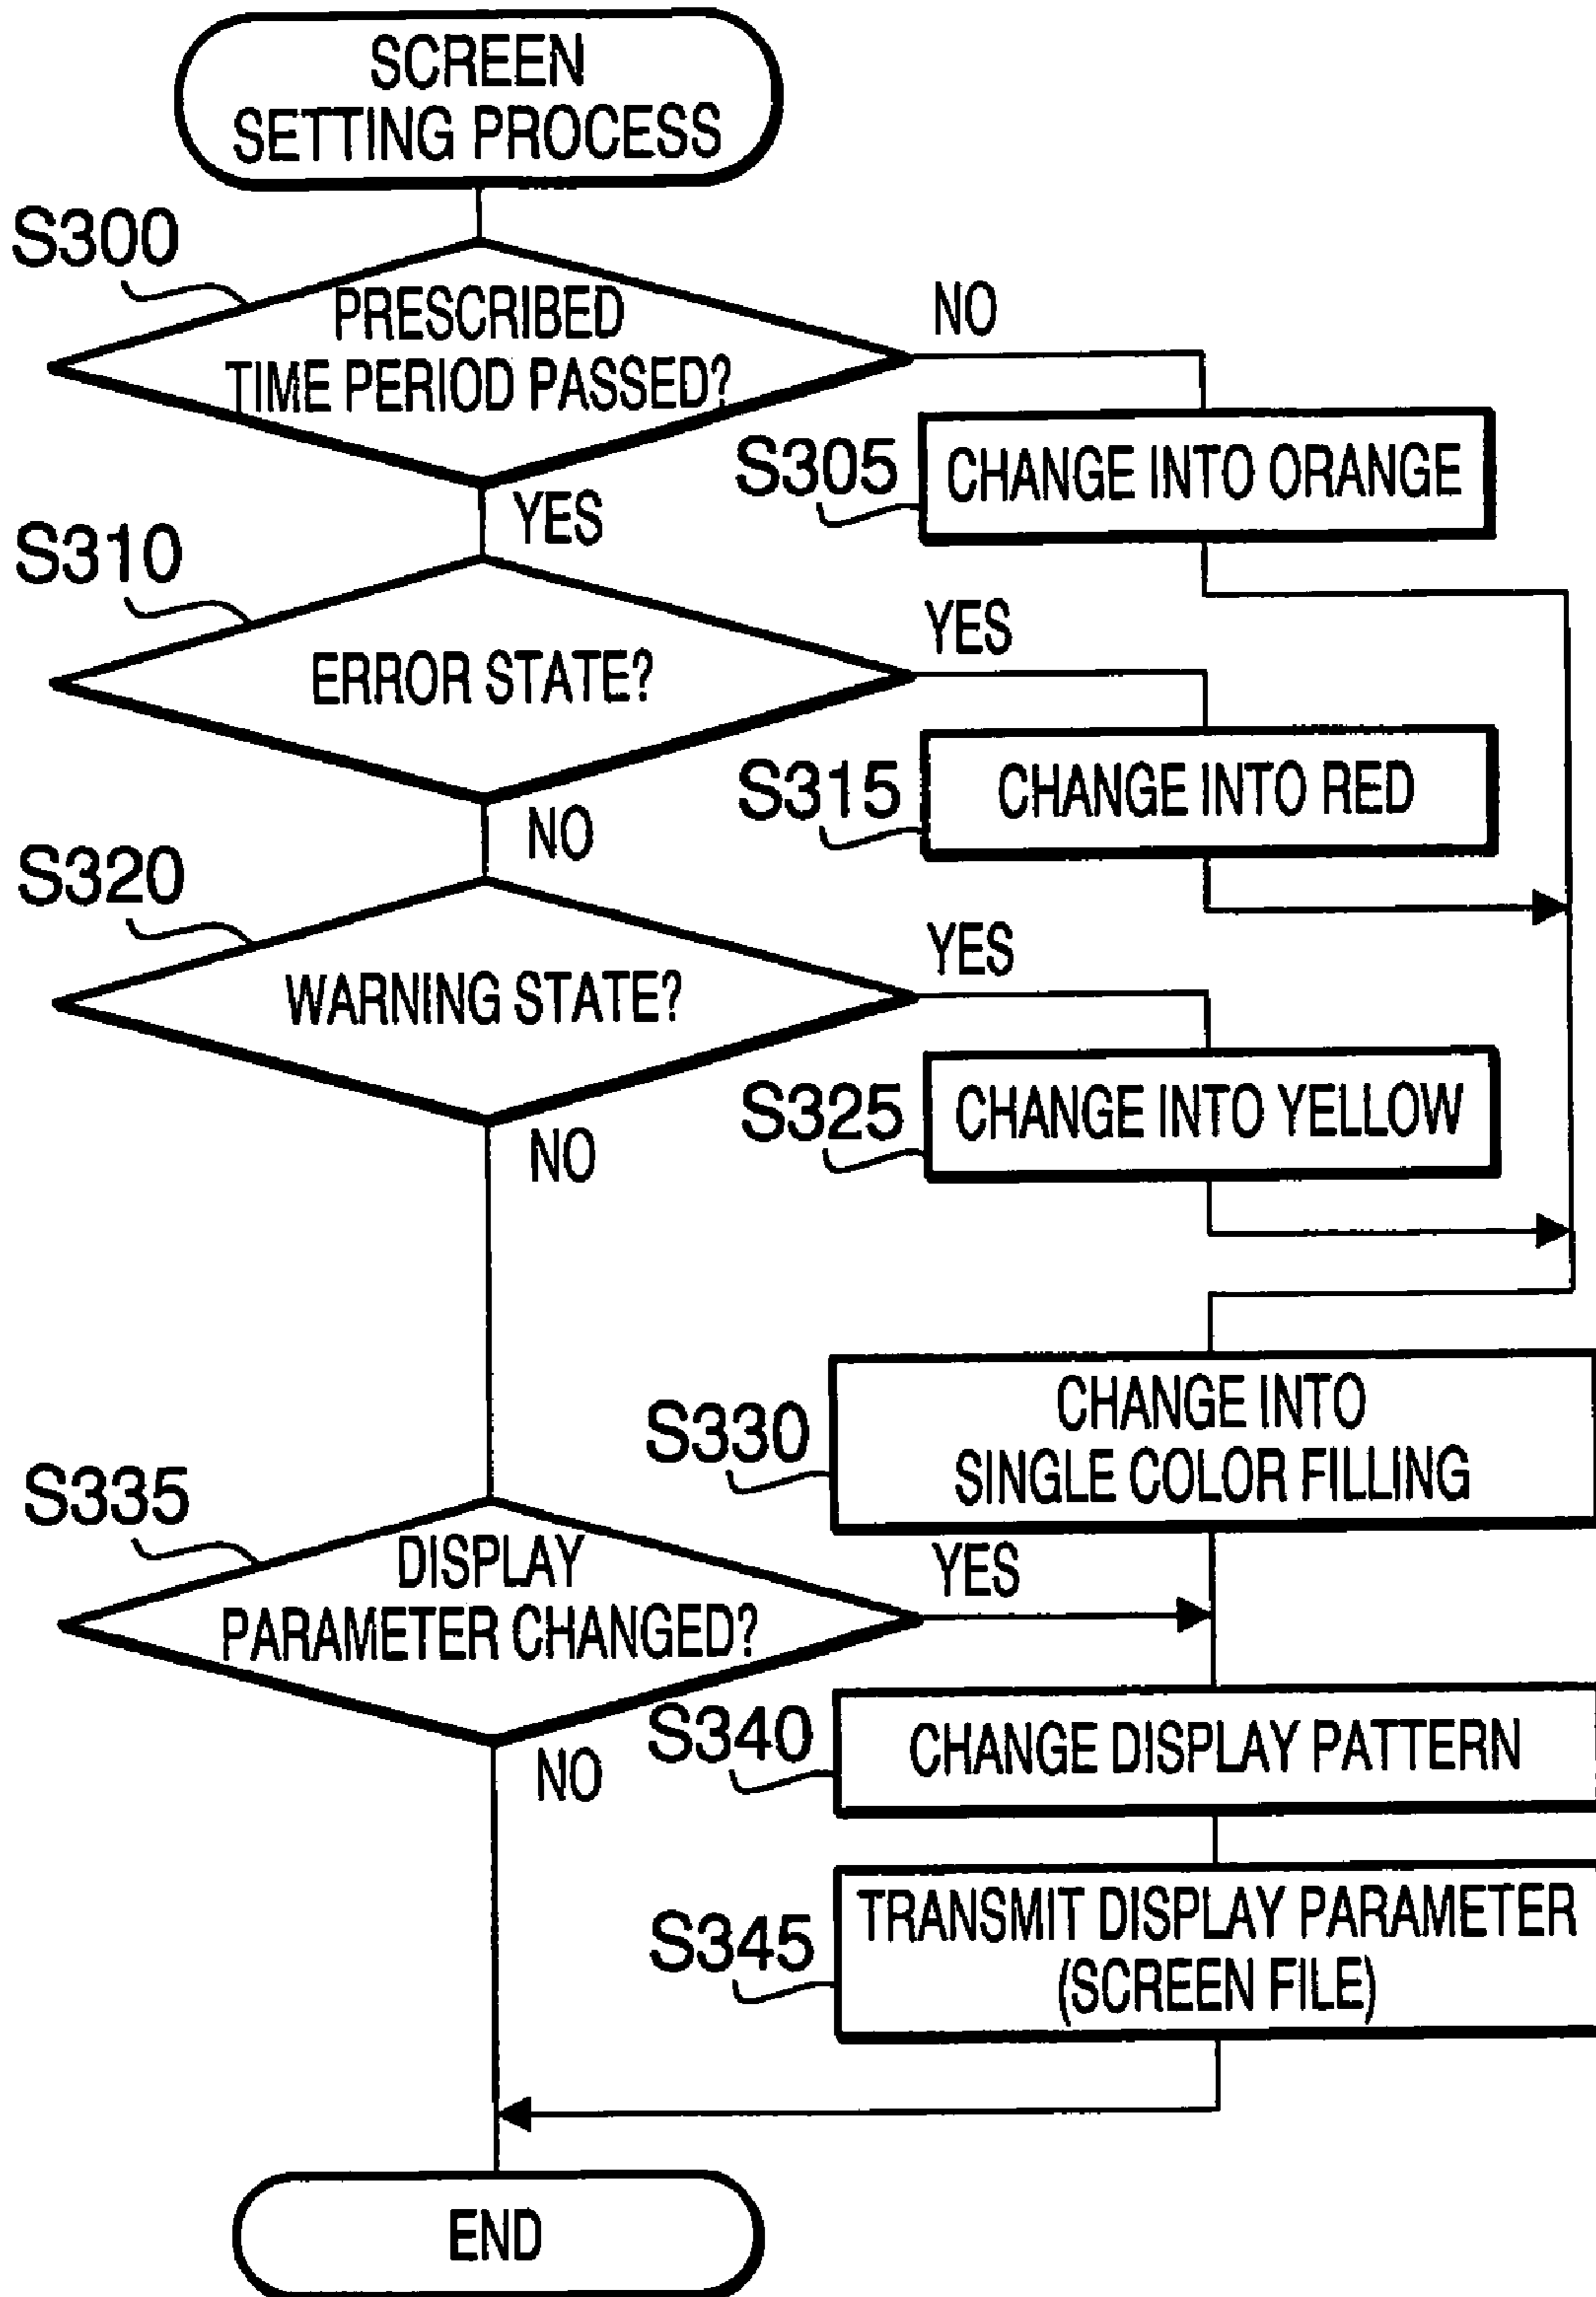 SCREEN
SETTING PROCESS
S300
PRESCRIBED
TIME PERIOD PASSED?
NO
YES
S305
CHANGE INTO ORANGE
S310
ERROR STATE?
YES
NO
S315
CHANGE INTO RED
S320
WARNING STATE?
YES
NO
S325
CHANGE INTO YELLOW
S330
CHANGE INTO
SINGLE COLOR FILLING
S335
DISPLAY
PARAMETER CHANGED?
YES
NO
S340
CHANGE DISPLAY PATTERN
S345
TRANSMIT DISPLAY PARAMETER
(SCREEN FILE)
END